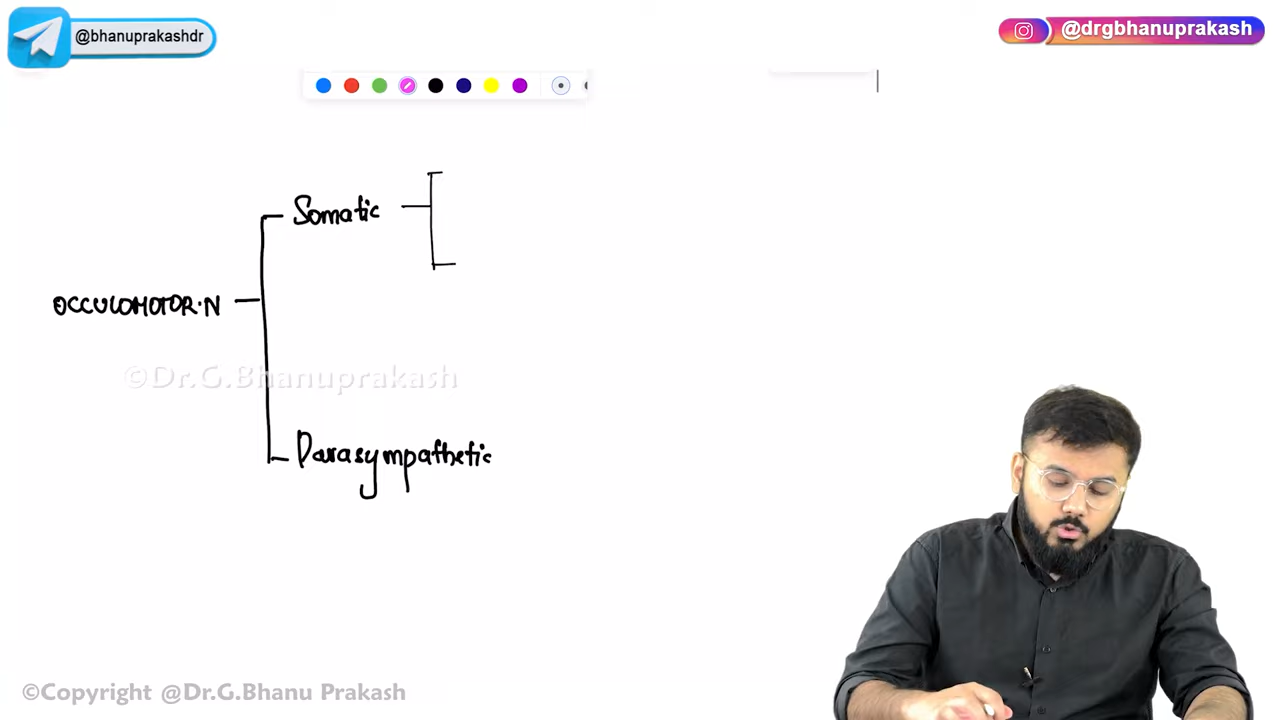 @bhanuprakashdr
@drgbhanuprakash
Somatic
OCCULOMOTOR.N
©Dr.G.Bhanuprakash
Parasympathetic
©Copyright @Dr.G.Bhanu Prakash